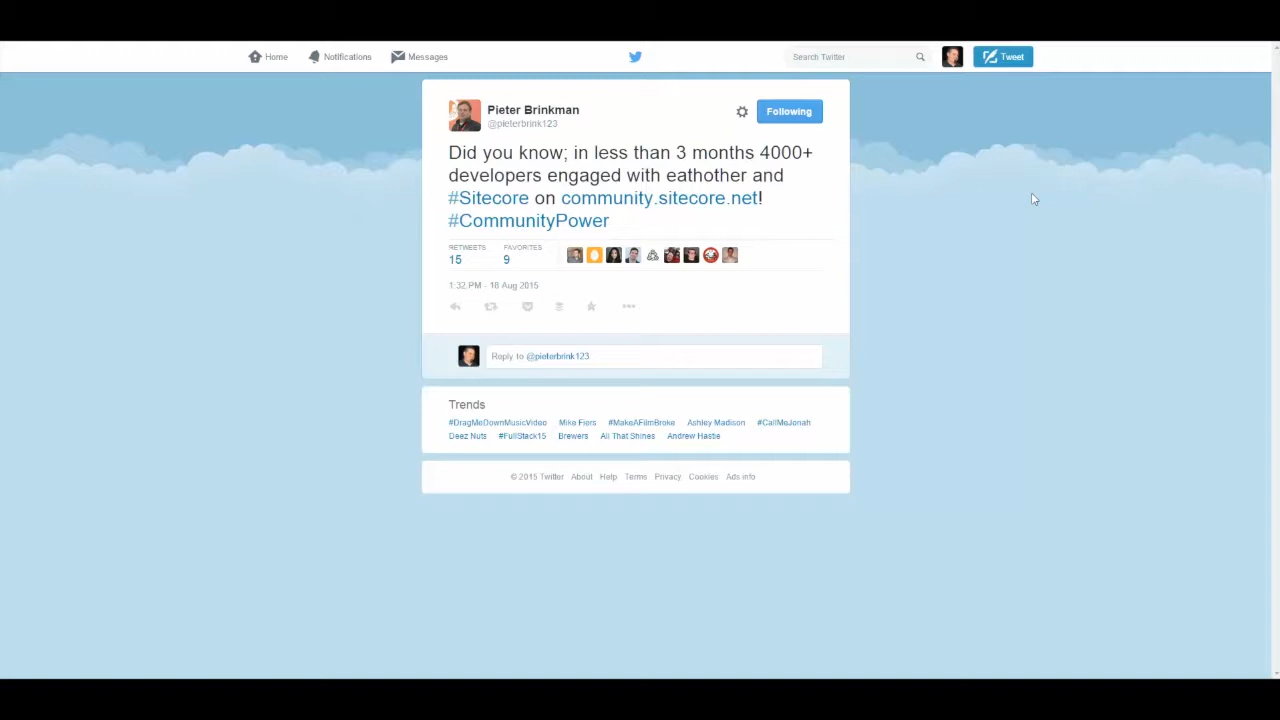 Home Notifications Messages Search Twitter Tweet
Pieter Brinkman
@pieterbrink123
Following
Did you know; in less than 3 months 4000+
developers engaged with eathother and
#Sitecore on community.sitecore.net!
#CommunityPower
RETWEETS FAVORITES
15 9
1:32 PM - 18 Aug 2015
Reply to @pieterbrink123
Trends
#DragMeDownMusicVideo Mike Fiers #MakeAFilmBroke Ashley Madison #CallMeJonah
Deez Nuts #FullStack15 Brewers All That Shines Andrew Hastie
© 2015 Twitter About Help Terms Privacy Cookies Ads info